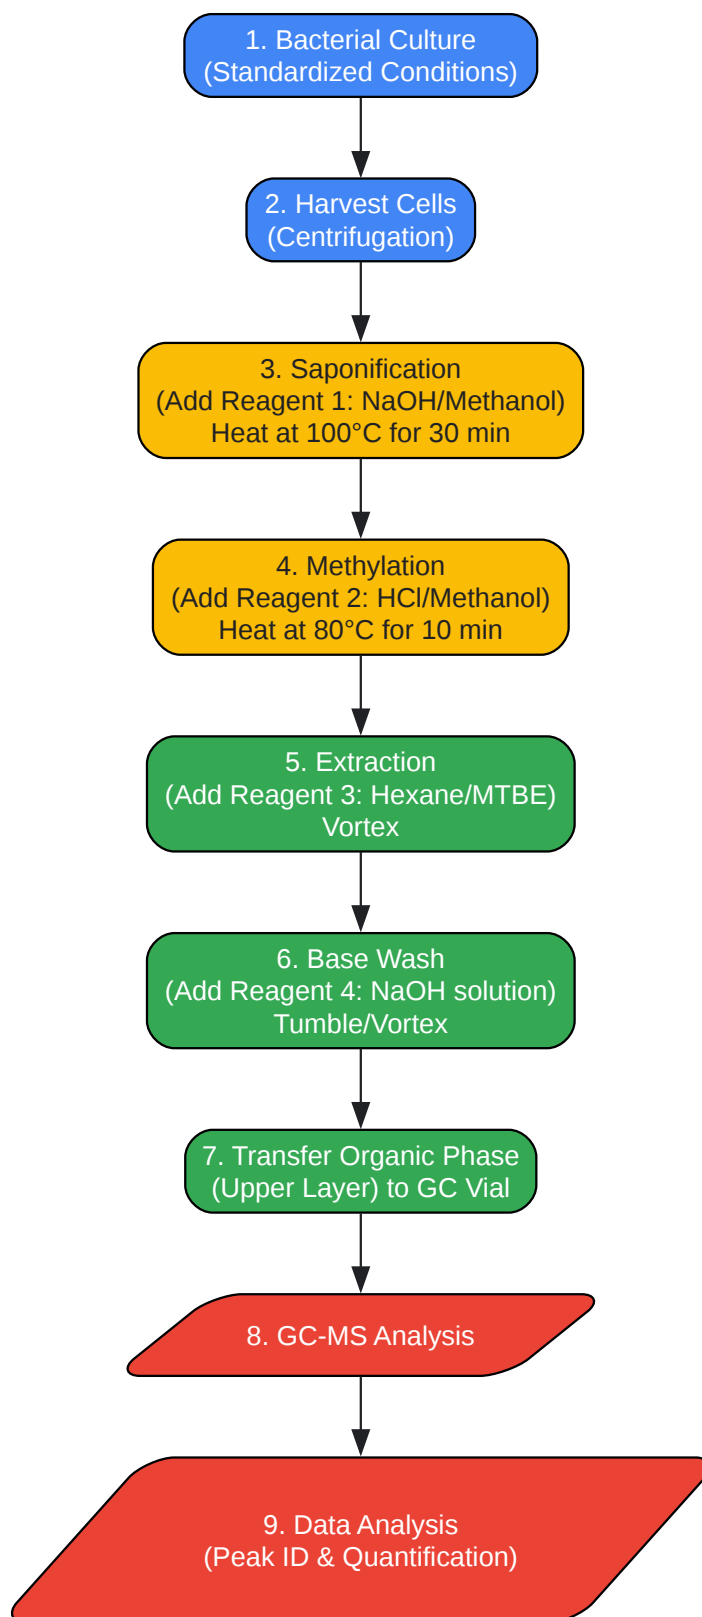 1. Bacterial Culture
(Standardized Conditions)
2. Harvest Cells
(Centrifugation)
3. Saponification
(Add Reagent 1: NaOH/Methanol)
Heat at 100°C for 30 min
4. Methylation
(Add Reagent 2: HCl/Methanol)
Heat at 80°C for 10 min
5. Extraction
(Add Reagent 3: Hexane/MTBE)
Vortex
6. Base Wash
(Add Reagent 4: NaOH solution)
Tumble/Vortex
7. Transfer Organic Phase
(Upper Layer) to GC Vial
8. GC-MS Analysis
9. Data Analysis
(Peak ID & Quantification)